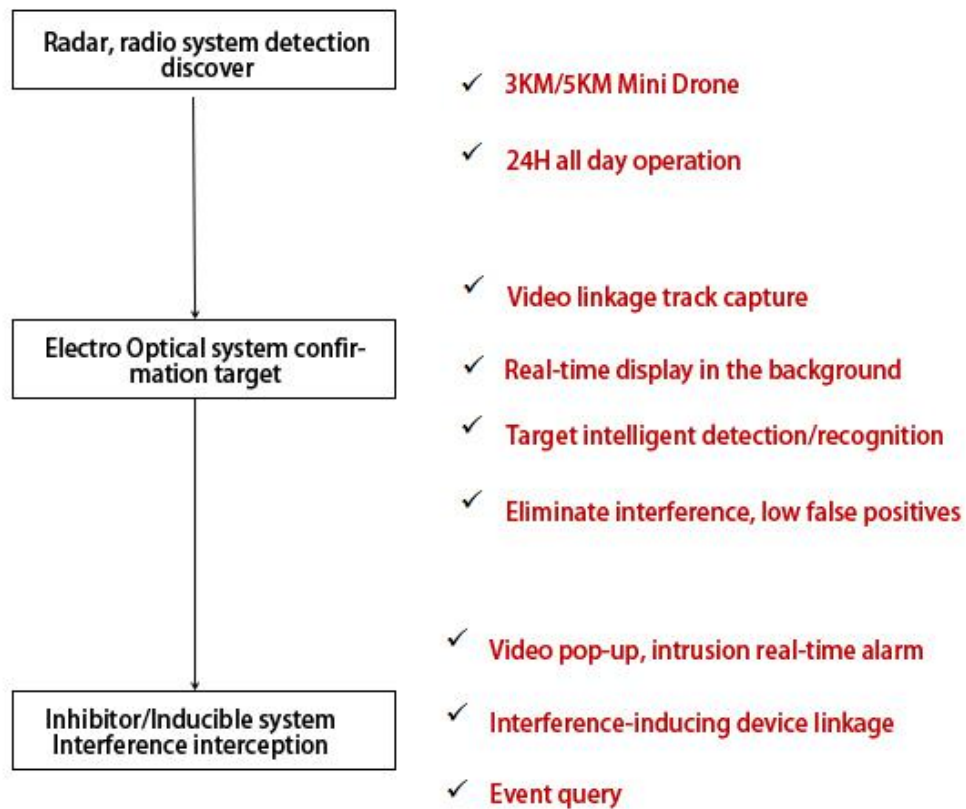 Radar, radio system detection
discover
✓ 3KM/5KM Mini Drone
✓ 24H all day operation
Electro Optical system confir-
mation target
✓ Video linkage track capture
✓ Real-time display in the background
✓ Target intelligent detection/recognition
✓ Eliminate interference, low false positives
Inhibitor/Inducible system
Interference interception
✓ Video pop-up, intrusion real-time alarm
✓ Interference-inducing device linkage
✓ Event query